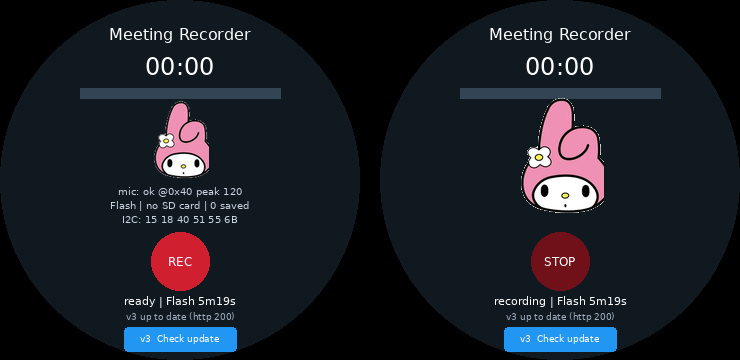 Meeting Recorder
00:00
mic: ok @0x40 peak 120
Flash | no SD card | 0 saved
I2C: 15 18 40 51 55 6B
REC
ready | Flash 5m19s
v3 up to date (http 200)
v3 Check update
Meeting Recorder
00:00
STOP
recording | Flash 5m19s
v3 up to date (http 200)
v3 Check update